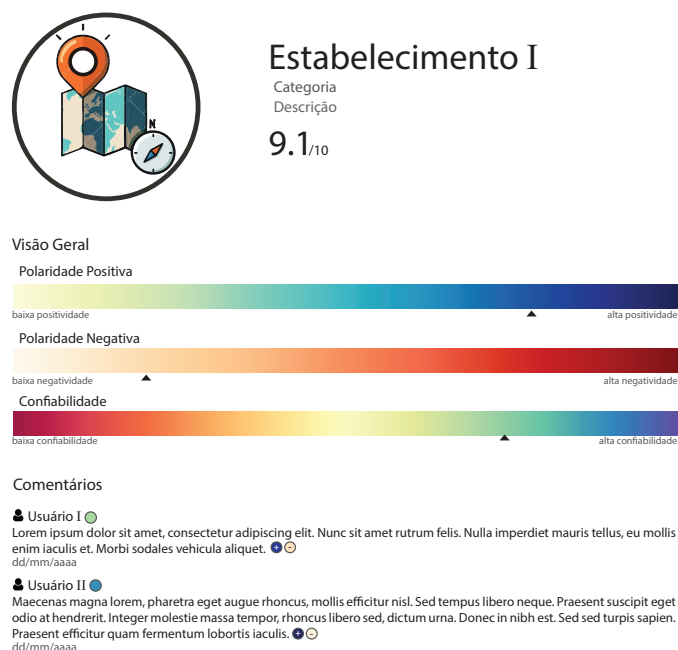 N
Estabelecimento I
Categoria
Descrição
9.1/10
Visão Geral
Polaridade Positiva
baixa positividade alta positividade
Polaridade Negativa
baixa negatividade alta negatividade
Confiabilidade
baixa confiabilidade alta confiabilidade
Comentários
Usuário I
Lorem ipsum dolor sit amet, consectetur adipiscing elit. Nunc sit amet rutrum felis. Nulla imperdiet mauris tellus, eu mollis
enim iaculis et. Morbi sodales vehicula aliquet. + -
dd/mm/aaaa
Usuário II
Maecenas magna lorem, pharetra eget augue rhoncus, mollis efficitur nisl. Sed tempus libero neque. Praesent suscipit eget
odio at hendrerit. Integer molestie massa tempor, rhoncus libero sed, dictum urna. Donec in nibh est. Sed sed turpis sapien.
Praesent efficitur quam fermentum lobortis iaculis. + -
dd/mm/aaaa